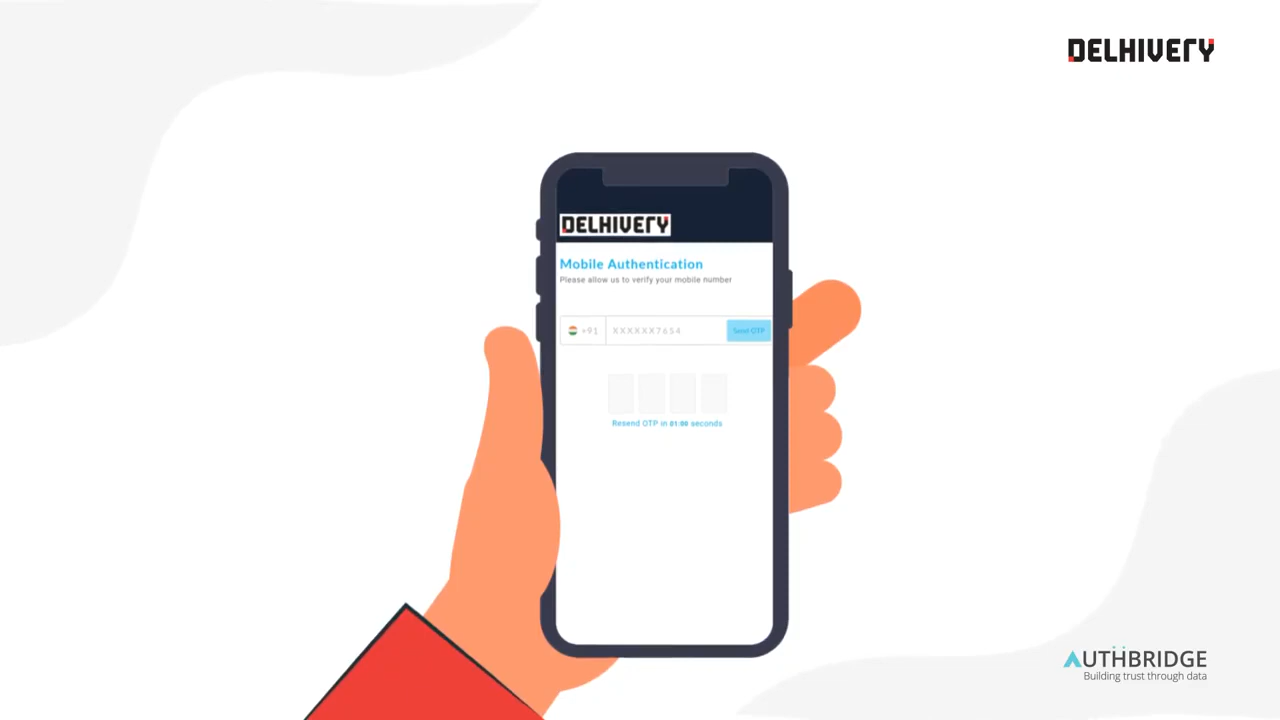 DELHIVERY
DELHIVERY
Mobile Authentication
Please allow us to verify your mobile number
+91 XXXXXX7654 Send OTP
Resend OTP in 01:00 seconds
AUTHBRIDGE
Building trust through data